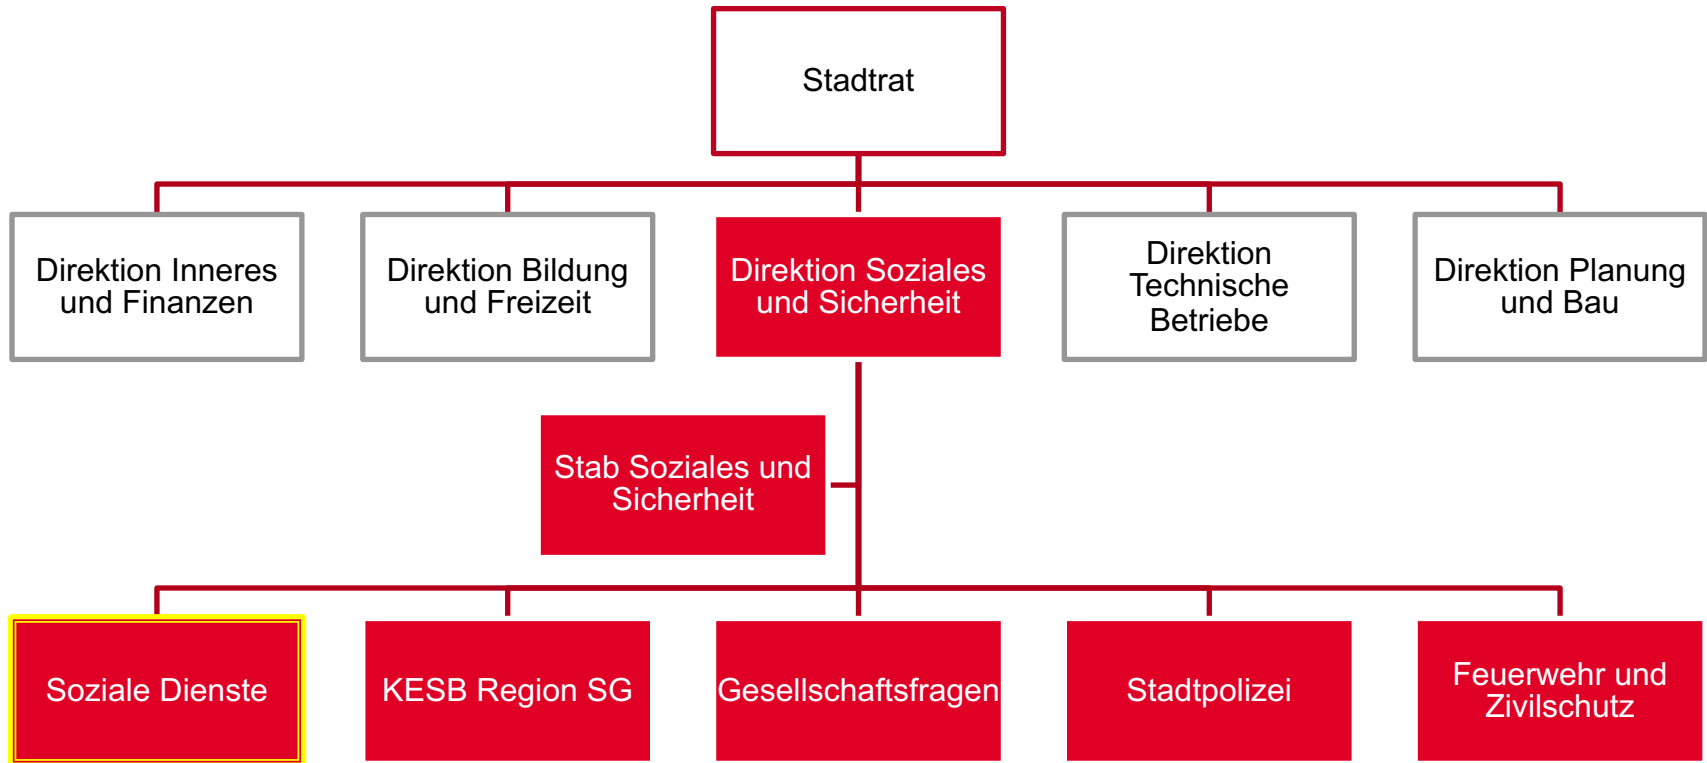 Stadtrat
Direktion Inneres
und Finanzen
Direktion Bildung
und Freizeit
Direktion Soziales
und Sicherheit
Direktion
Technische
Betriebe
Direktion Planung
und Bau
Stab Soziales und
Sicherheit
Soziale Dienste
KESB Region SG
Gesellschaftsfragen
Stadtpolizei
Feuerwehr und
Zivilschutz